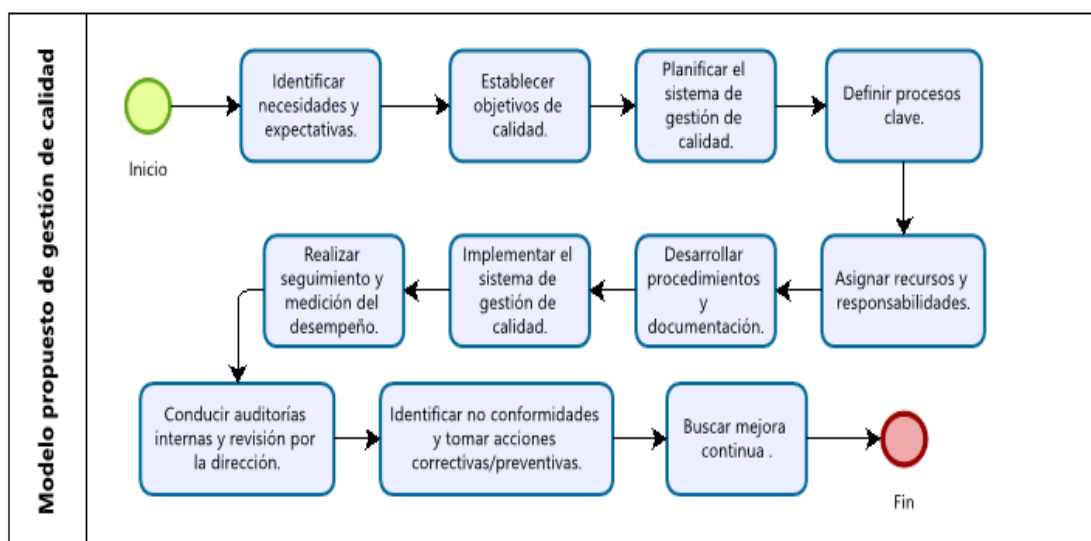 Modelo propuesto de gestión de calidad
Inicio
Identificar
necesidades y
expectativas.
Establecer
objetivos de
calidad.
Planificar el
sistema de
gestión de
calidad.
Definir procesos
clave.
Asignar recursos y
responsabilidades.
Desarrollar
procedimientos
y
documentación.
Implementar el
sistema de
gestión de
calidad.
Realizar
seguimiento y
medición del
desempeño.
Conducir auditorías
internas y revisión por
la dirección.
Identificar no conformidades
y tomar acciones
correctivas/preventivas.
Buscar mejora
continua .
Fin